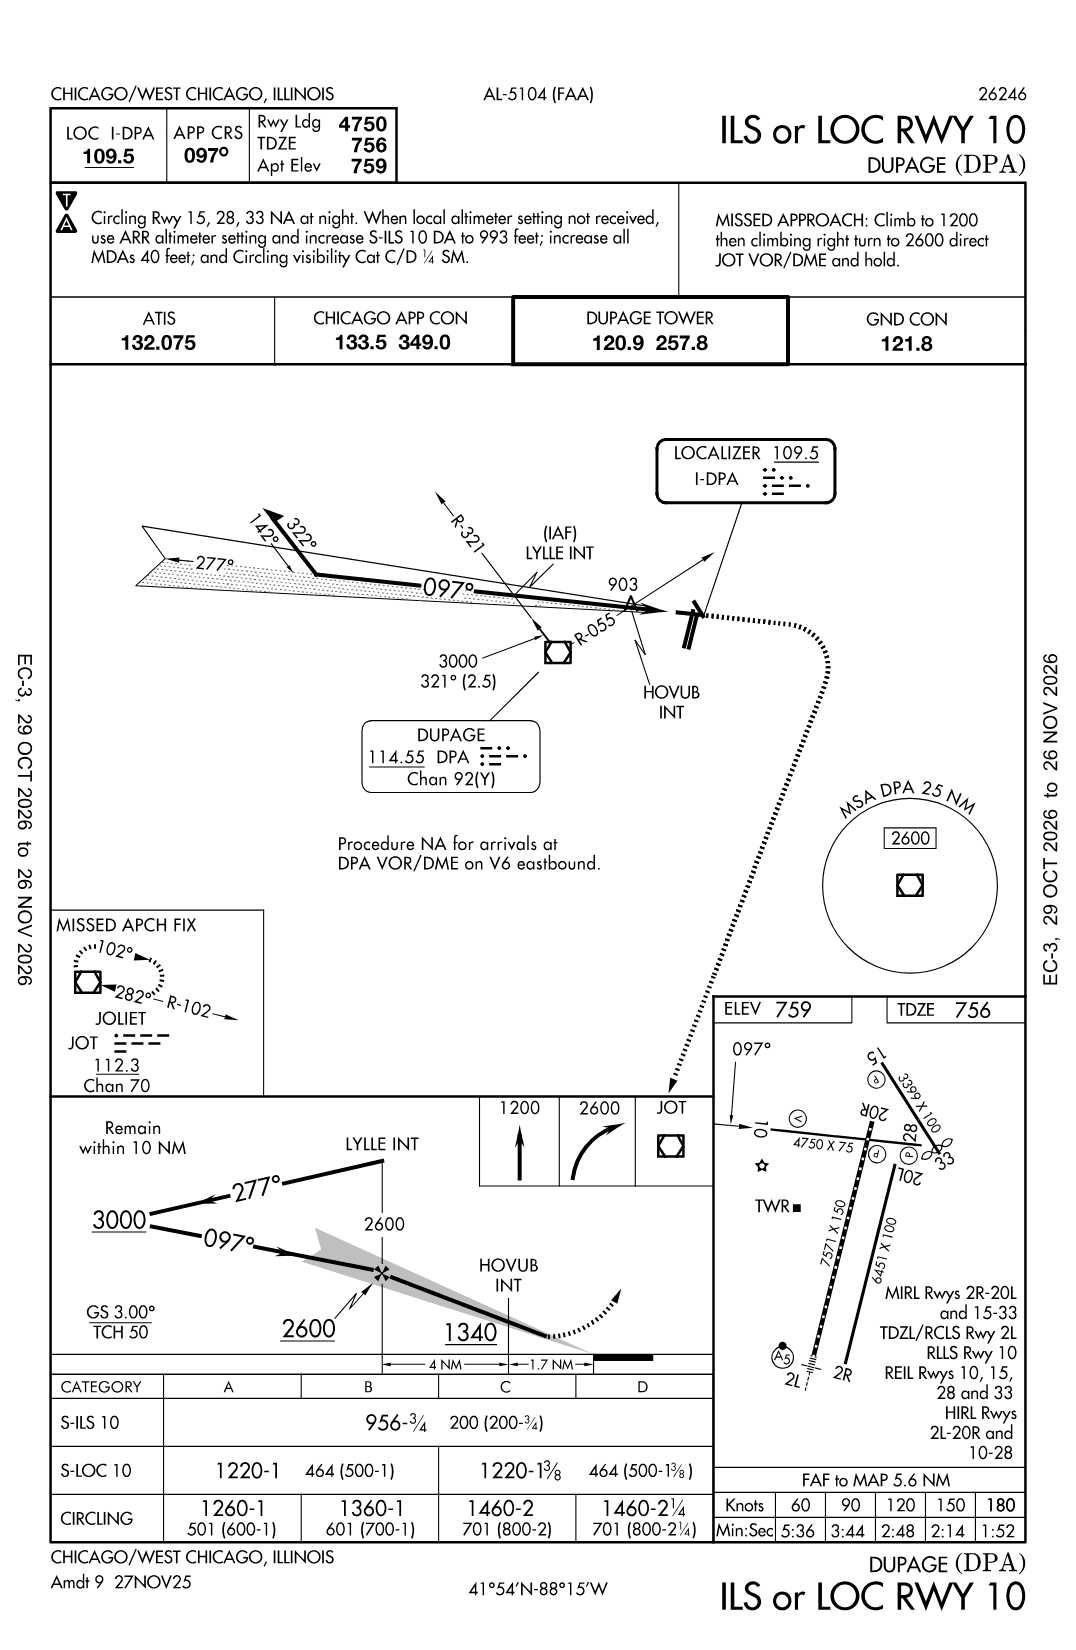 CHICAGO/WEST CHICAGO, ILLINOIS
AL-5104 (FAA)
26246
LOC I-DPA
109.5
APP CRS
097°
Rwy Ldg 4750
TDZE 756
Apt Elev 759
ILS or LOC RWY 10
DUPAGE (DPA)
T
A
Circling Rwy 15, 28, 33 NA at night. When local altimeter setting not received,
use ARR altimeter setting and increase S-ILS 10 DA to 993 feet; increase all
MDAs 40 feet; and Circling visibility Cat C/D ¼ SM.
MISSED APPROACH: Climb to 1200
then climbing right turn to 2600 direct
JOT VOR/DME and hold.
ATIS
132.075
CHICAGO APP CON
133.5 349.0
DUPAGE TOWER
120.9 257.8
GND CON
121.8
LOCALIZER 109.5
I-DPA
R-321
(IAF)
LYLLE INT
322°
142°
277°
097°
903
R-055
3000
321° (2.5)
HOVUB
INT
DUPAGE
114.55 DPA
Chan 92(Y)
Procedure NA for arrivals at
DPA VOR/DME on V6 eastbound.
MSA DPA 25 NM
2600
EC-3, 29 OCT 2026 to 26 NOV 2026
EC-3, 29 OCT 2026 to 26 NOV 2026
MISSED APCH FIX
102°
282°
R-102
JOLIET
JOT
112.3
Chan 70
ELEV 759
TDZE 756
097°
15
3399 X 100
20R
10
V
P
4750 X 75
P
P
28
33
20L
TWR
7571 X 150
6451 X 100
A5
2L
2R
MIRL Rwys 2R-20L
and 15-33
TDZL/RCLS Rwy 2L
RLLS Rwy 10
REIL Rwys 10, 15,
28 and 33
HIRL Rwys
2L-20R and
10-28
Remain
within 10 NM
LYLLE INT
1200
2600
JOT
277°
3000
097°
2600
HOVUB
INT
GS 3.00°
TCH 50
2600
1340
4 NM
1.7 NM
CATEGORY A B C D
S-ILS 10 956-¾ 200 (200-¾)
S-LOC 10 1220-1 464 (500-1) 1220-1⅜ 464 (500-1⅜)
CIRCLING 1260-1 1360-1 1460-2 1460-2¼
501 (600-1) 601 (700-1) 701 (800-2) 701 (800-2¼)
FAF to MAP 5.6 NM
Knots 60 90 120 150 180
Min:Sec 5:36 3:44 2:48 2:14 1:52
CHICAGO/WEST CHICAGO, ILLINOIS
Amdt 9 27NOV25
41°54'N-88°15'W
DUPAGE (DPA)
ILS or LOC RWY 10